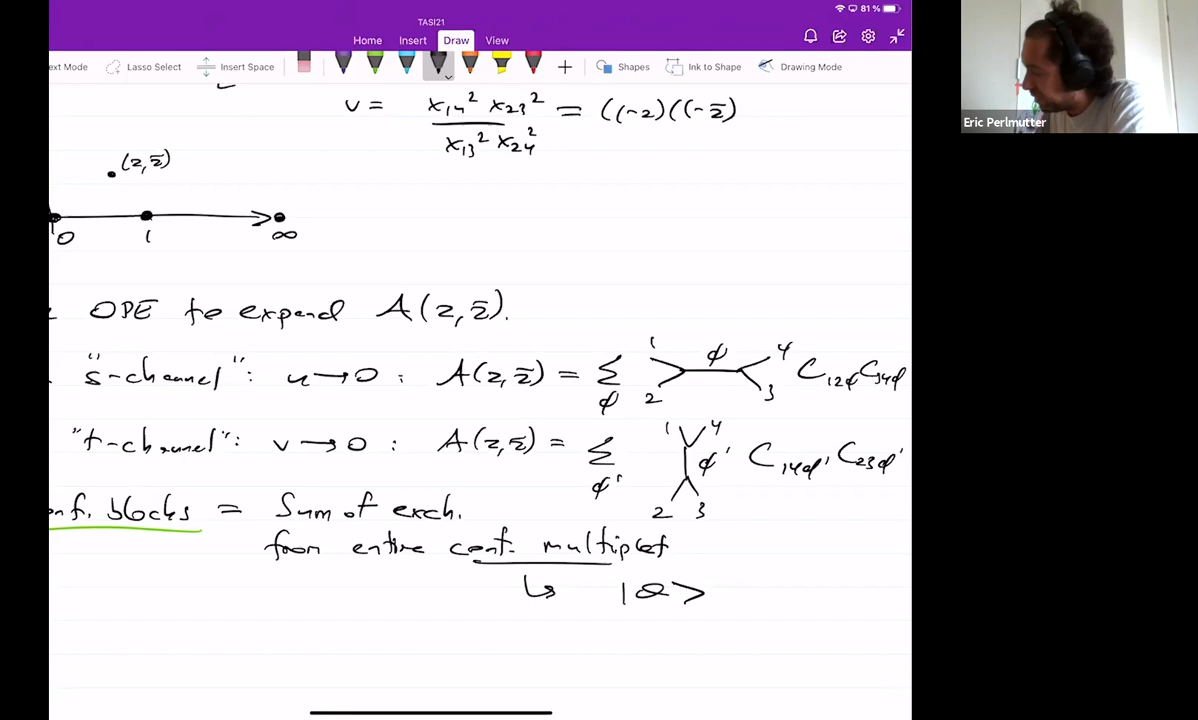 81 %
TASI21
Home Insert Draw View
ext Mode Lasso Select Insert Space Shapes Ink to Shape Drawing Mode
Eric Perlmutter
v = x₁₄² x₂₃² / x₁₃² x₂₄² = (1-z)(1-z̄)
(z, z̄)
0 1 ∞
OPE to expand A(z, z̄).
"s-channel": u → 0 : A(z, z̄) = Σ_φ 1 2 φ 4 3 C₁₂φ C₃₄φ
"t-channel": v → 0 : A(z, z̄) = Σ_φ' 1 4 φ' 2 3 C₁₄φ' C₂₃φ'
onf. blocks = Sum of exch.
from entire conf. multiplet
↳ |O>